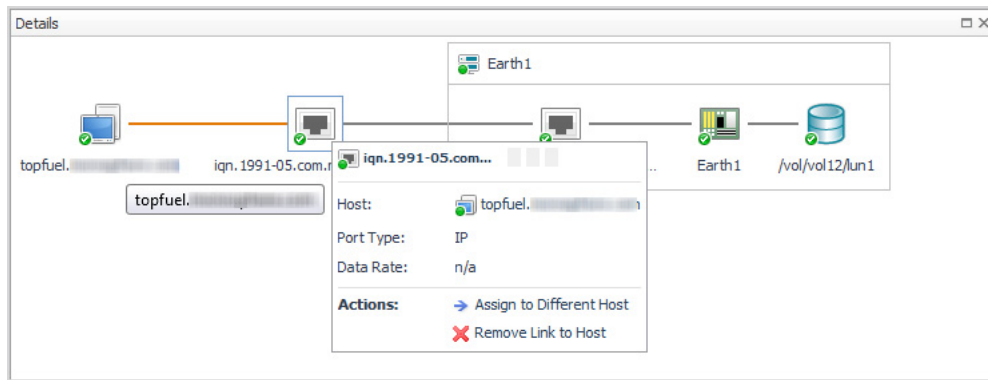 Details
Earth1
topfuel.
iqn.1991-05.com.r
..
Earth1
/vol/vol12/lun1
topfuel.
iqn.1991-05.com...
Host: topfuel.
Port Type: IP
Data Rate: n/a
Actions: Assign to Different Host
Remove Link to Host